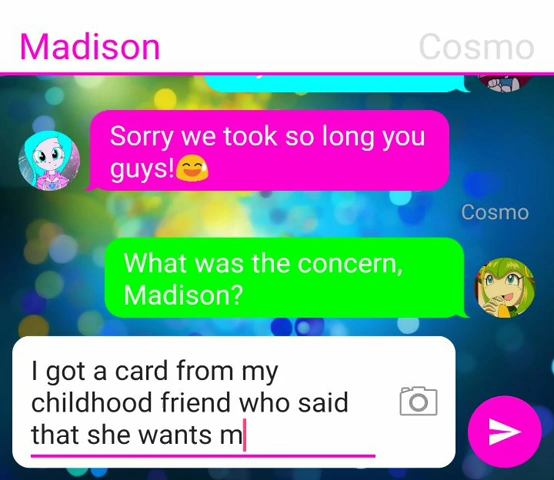 Madison Cosmo
Sorry we took so long you
guys!😅
Cosmo
What was the concern,
Madison?
I got a card from my
childhood friend who said
that she wants m